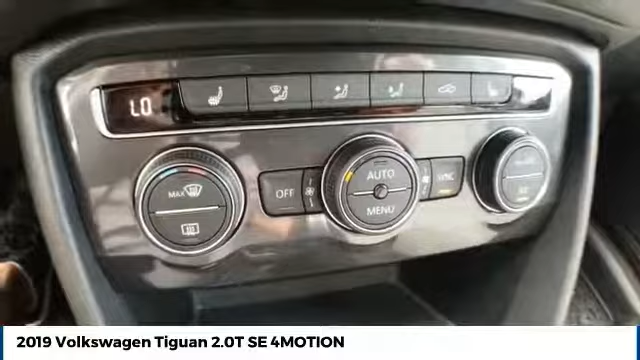 LO
MAX
OFF
AUTO
MENU
SYNC
2019 Volkswagen Tiguan 2.0T SE 4MOTION